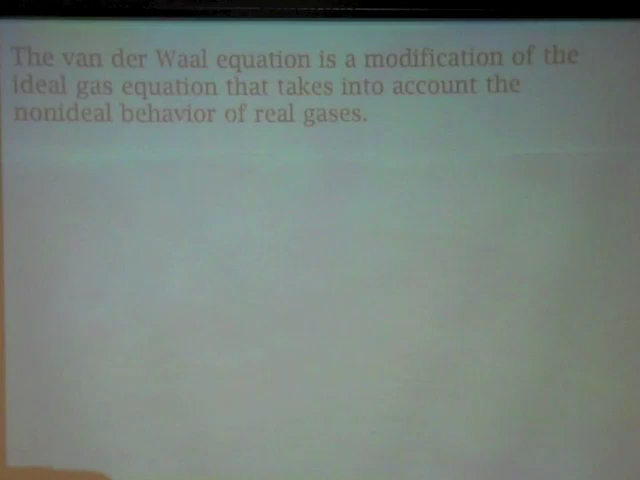 The van der Waal equation is a modification of the
ideal gas equation that takes into account the
nonideal behavior of real gases.